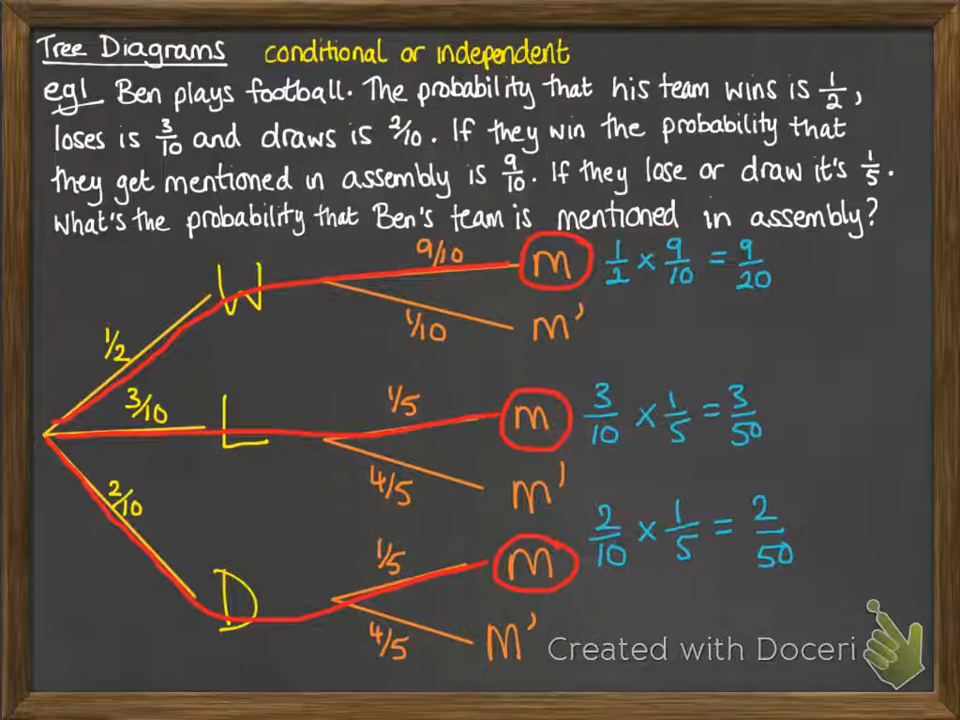 Tree Diagrams conditional or independent
eg1 Ben plays football. The probability that his team wins is 1/2,
loses is 3/10 and draws is 2/10. If they win the probability that
they get mentioned in assembly is 9/10. If they lose or draw it's 1/5.
What's the probability that Ben's team is mentioned in assembly?
9/10
W m 1/2 × 9/10 = 9/20
1/2 1/10 m'
3/10 1/5
L m 3/10 × 1/5 = 3/50
4/5 m'
2/10
1/5 m 2/10 × 1/5 = 2/50
D
4/5 m'
Created with Doceri